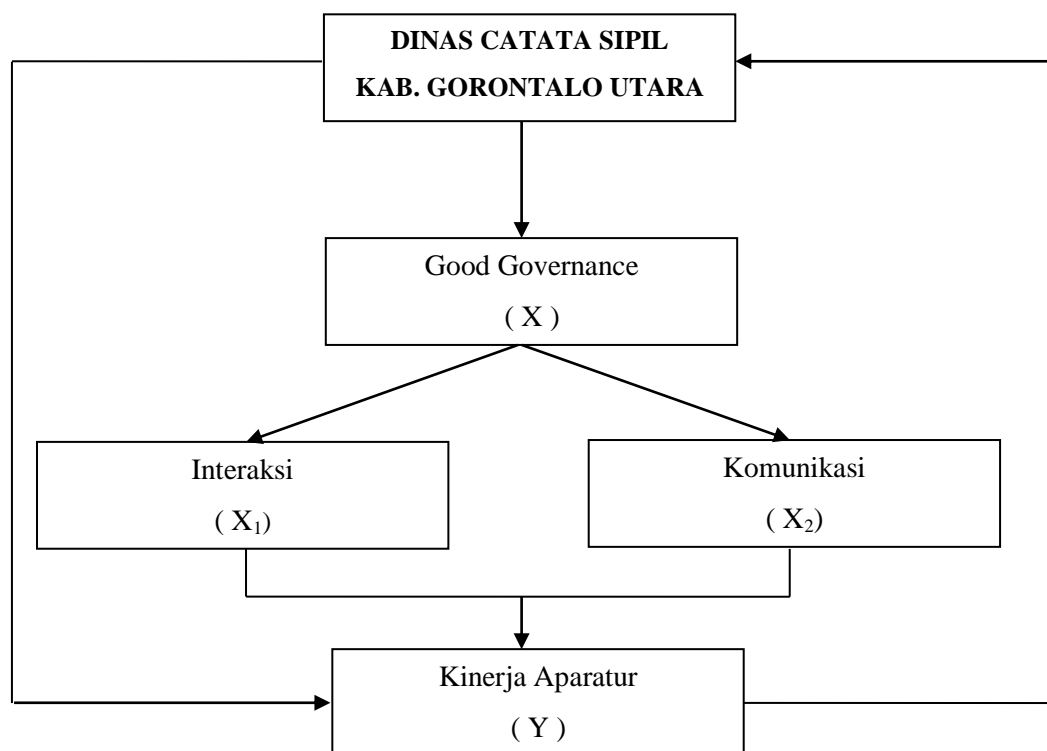 DINAS CATATA SIPIL
KAB. GORONTALO UTARA
Good Governance
( X )
Interaksi
( X₁)
Komunikasi
( X₂)
Kinerja Aparatur
( Y )